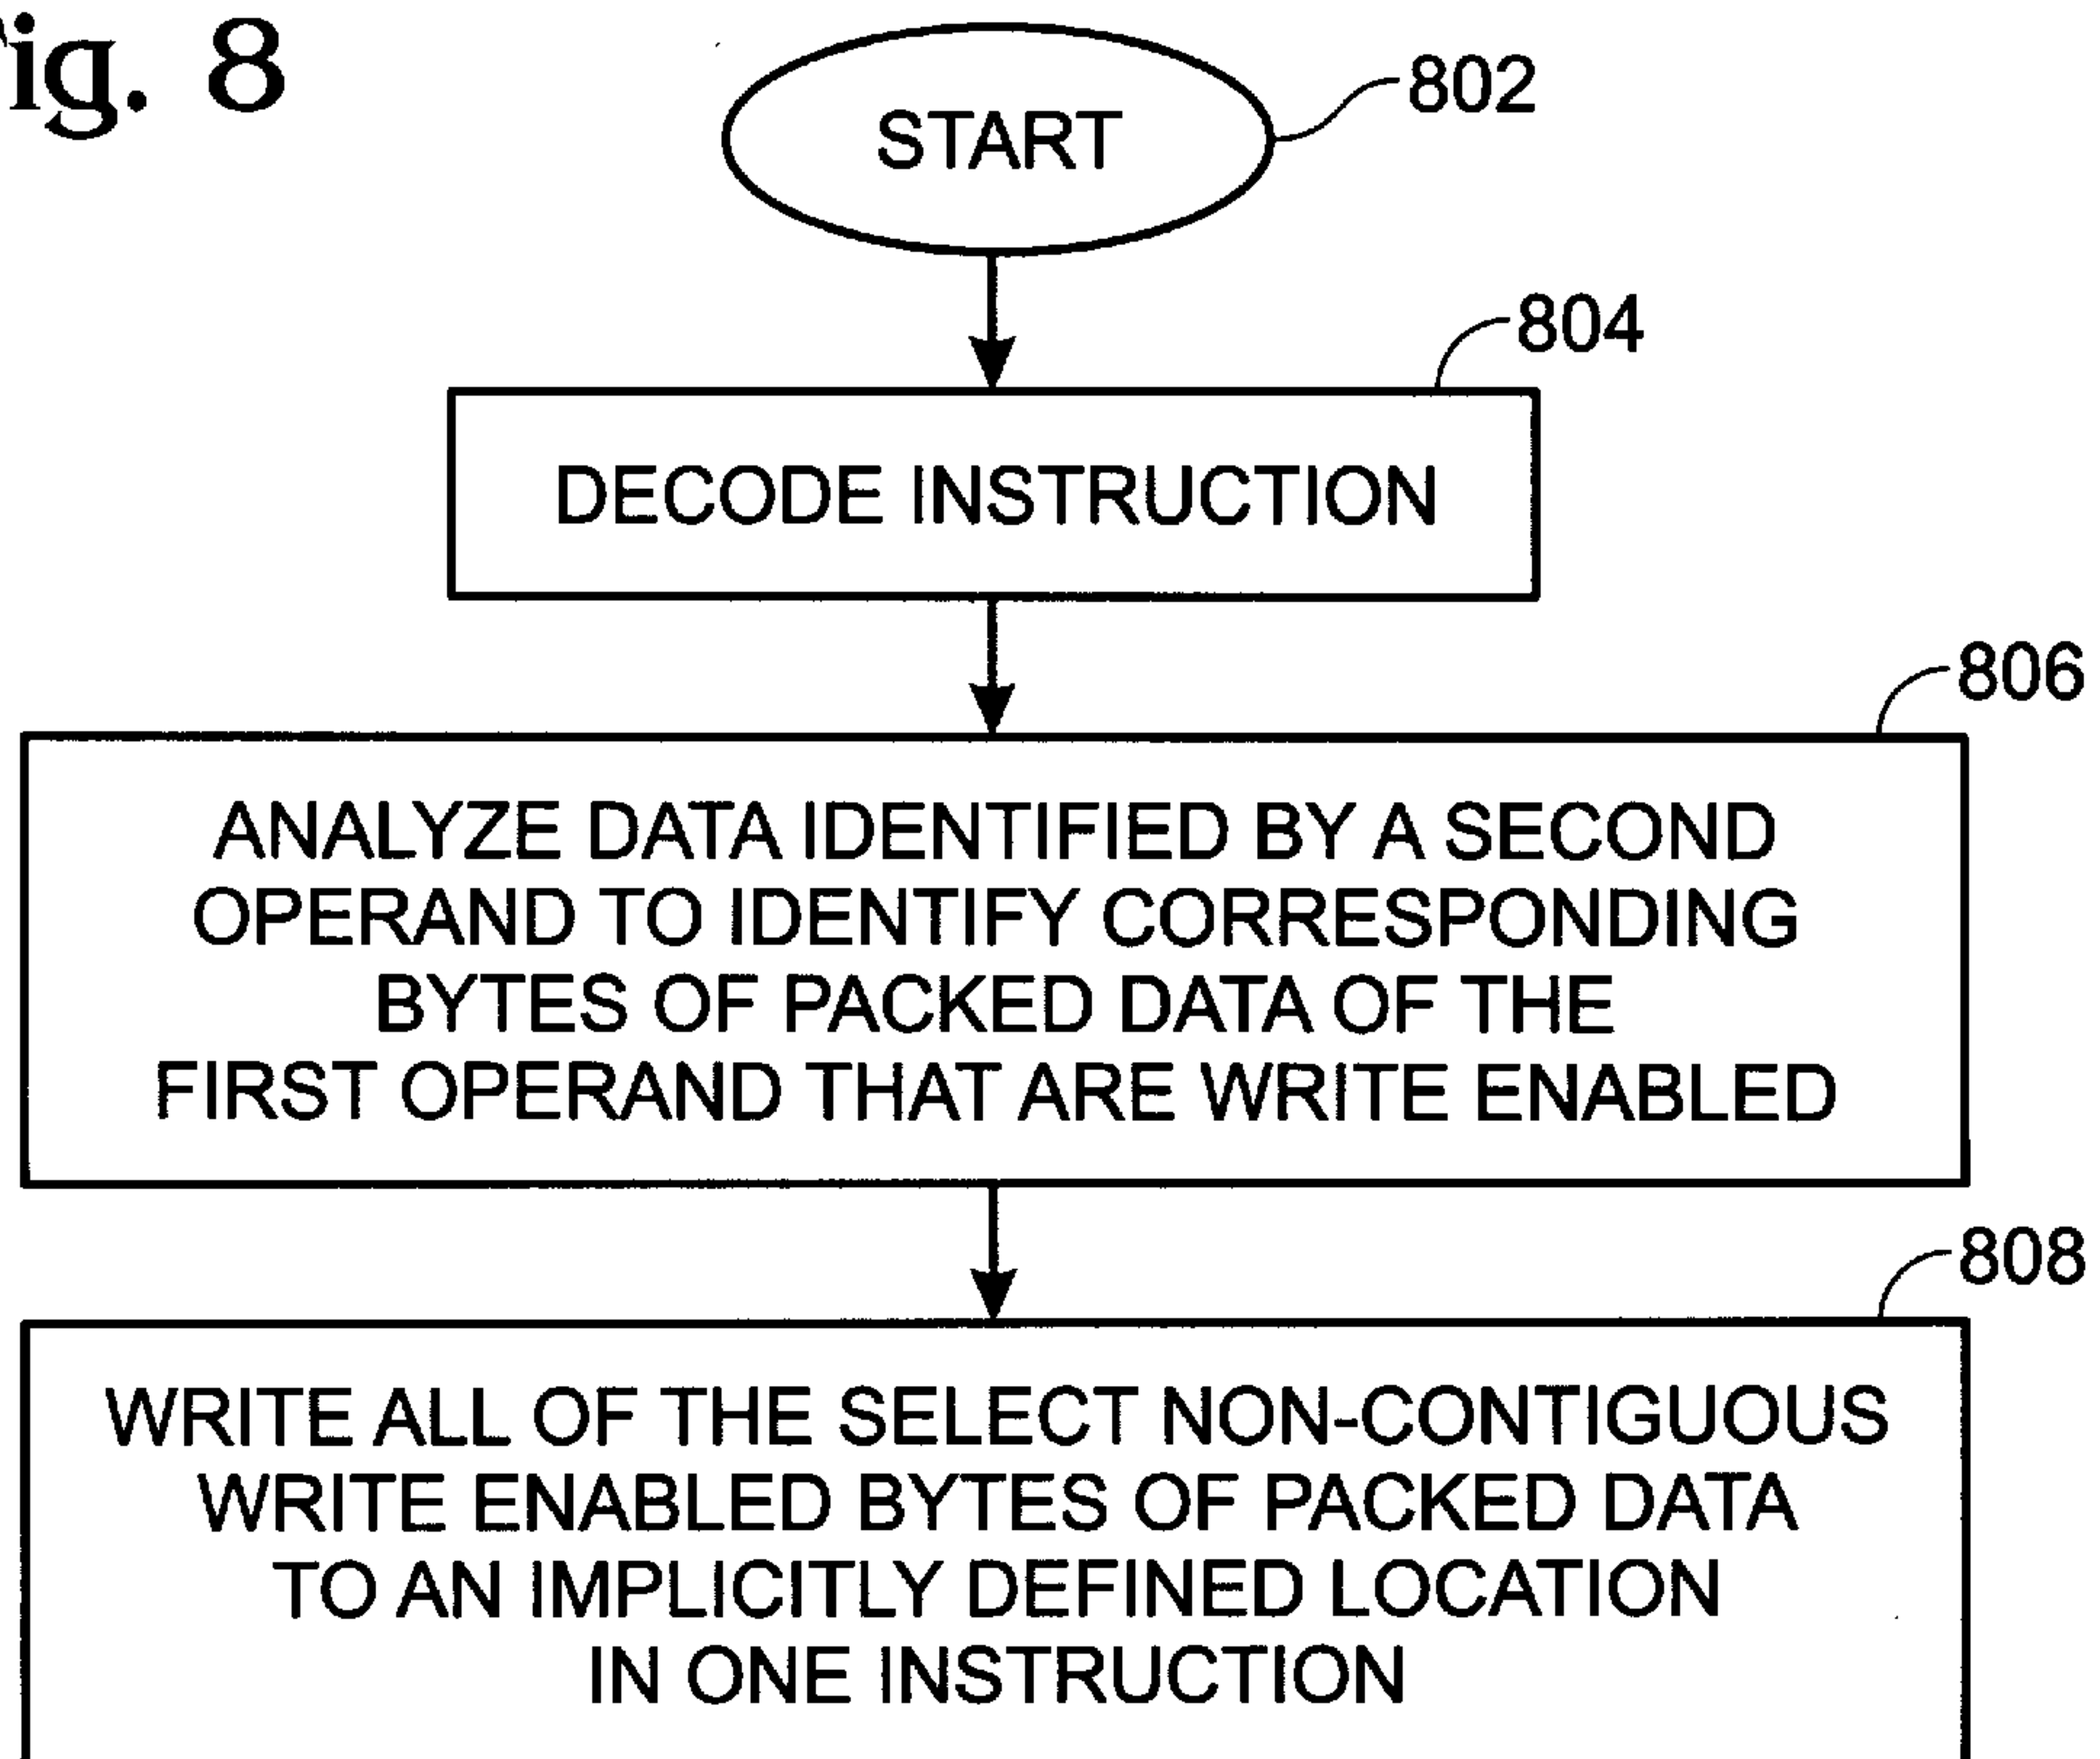 ig. 8
START
802
804
DECODE INSTRUCTION
806
ANALYZE DATA IDENTIFIED BY A SECOND
OPERAND TO IDENTIFY CORRESPONDING
BYTES OF PACKED DATA OF THE
FIRST OPERAND THAT ARE WRITE ENABLED
808
WRITE ALL OF THE SELECT NON-CONTIGUOUS
WRITE ENABLED BYTES OF PACKED DATA
TO AN IMPLICITLY DEFINED LOCATION
IN ONE INSTRUCTION